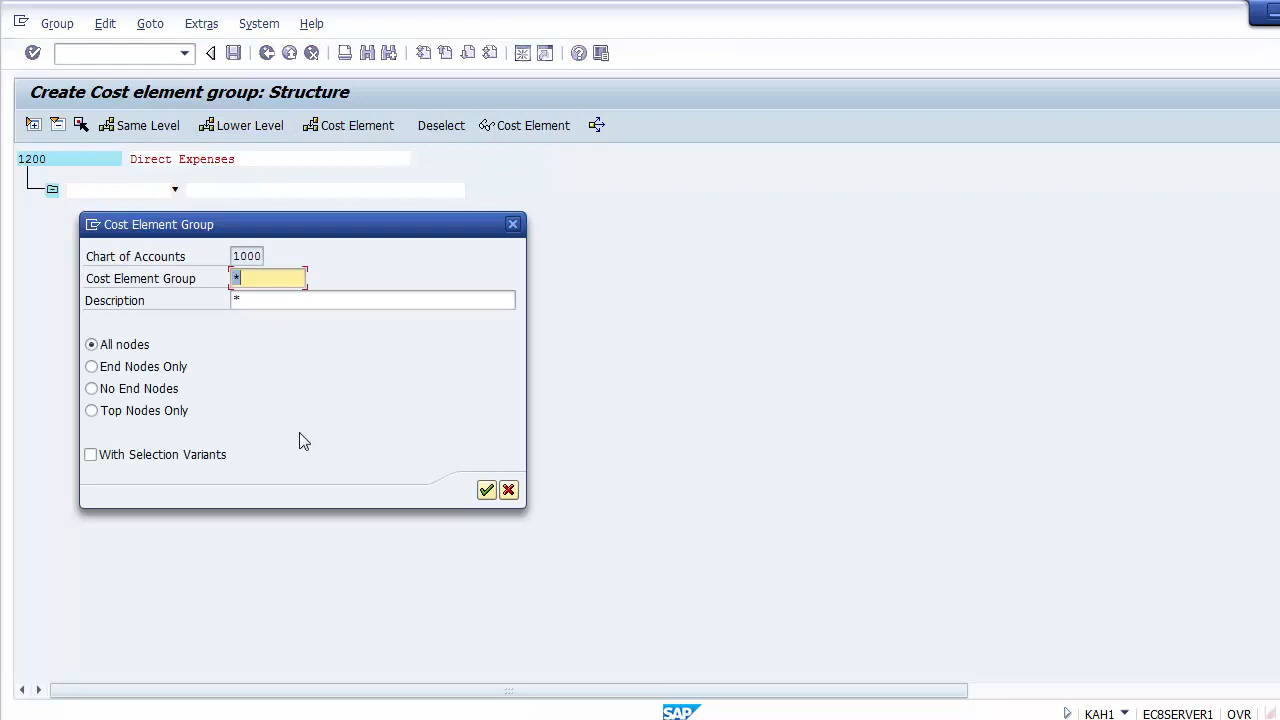 Group Edit Goto Extras System Help
Create Cost element group: Structure
Same Level Lower Level Cost Element Deselect Cost Element
1200 Direct Expenses
Cost Element Group
Chart of Accounts 1000
Cost Element Group *
Description *
All nodes
End Nodes Only
No End Nodes
Top Nodes Only
With Selection Variants
SAP KAH1 EC8SERVER1 OVR